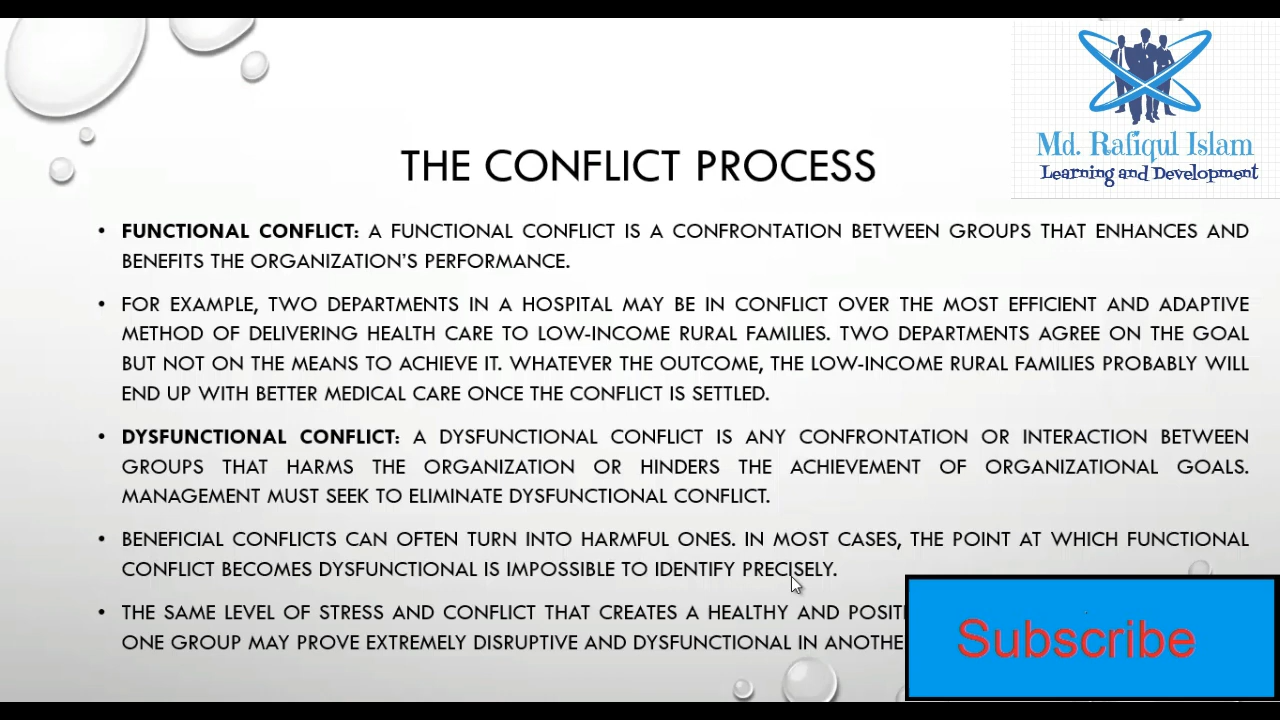 Md. Rafiqul Islam
Learning and Development
THE CONFLICT PROCESS
• FUNCTIONAL CONFLICT: A FUNCTIONAL CONFLICT IS A CONFRONTATION BETWEEN GROUPS THAT ENHANCES AND
BENEFITS THE ORGANIZATION'S PERFORMANCE.
• FOR EXAMPLE, TWO DEPARTMENTS IN A HOSPITAL MAY BE IN CONFLICT OVER THE MOST EFFICIENT AND ADAPTIVE
METHOD OF DELIVERING HEALTH CARE TO LOW-INCOME RURAL FAMILIES. TWO DEPARTMENTS AGREE ON THE GOAL
BUT NOT ON THE MEANS TO ACHIEVE IT. WHATEVER THE OUTCOME, THE LOW-INCOME RURAL FAMILIES PROBABLY WILL
END UP WITH BETTER MEDICAL CARE ONCE THE CONFLICT IS SETTLED.
• DYSFUNCTIONAL CONFLICT: A DYSFUNCTIONAL CONFLICT IS ANY CONFRONTATION OR INTERACTION BETWEEN
GROUPS THAT HARMS THE ORGANIZATION OR HINDERS THE ACHIEVEMENT OF ORGANIZATIONAL GOALS.
MANAGEMENT MUST SEEK TO ELIMINATE DYSFUNCTIONAL CONFLICT.
• BENEFICIAL CONFLICTS CAN OFTEN TURN INTO HARMFUL ONES. IN MOST CASES, THE POINT AT WHICH FUNCTIONAL
CONFLICT BECOMES DYSFUNCTIONAL IS IMPOSSIBLE TO IDENTIFY PRECISELY.
• THE SAME LEVEL OF STRESS AND CONFLICT THAT CREATES A HEALTHY AND
ONE GROUP MAY PROVE EXTREMELY DISRUPTIVE AND DYSFUNCTIONAL IN
Subscribe